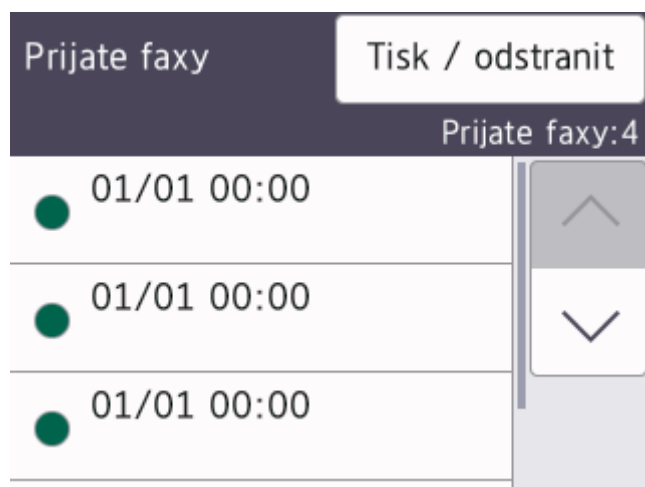 Prijate faxy
Tisk / odstranit
Prijate faxy:4
01/01 00:00
01/01 00:00
01/01 00:00